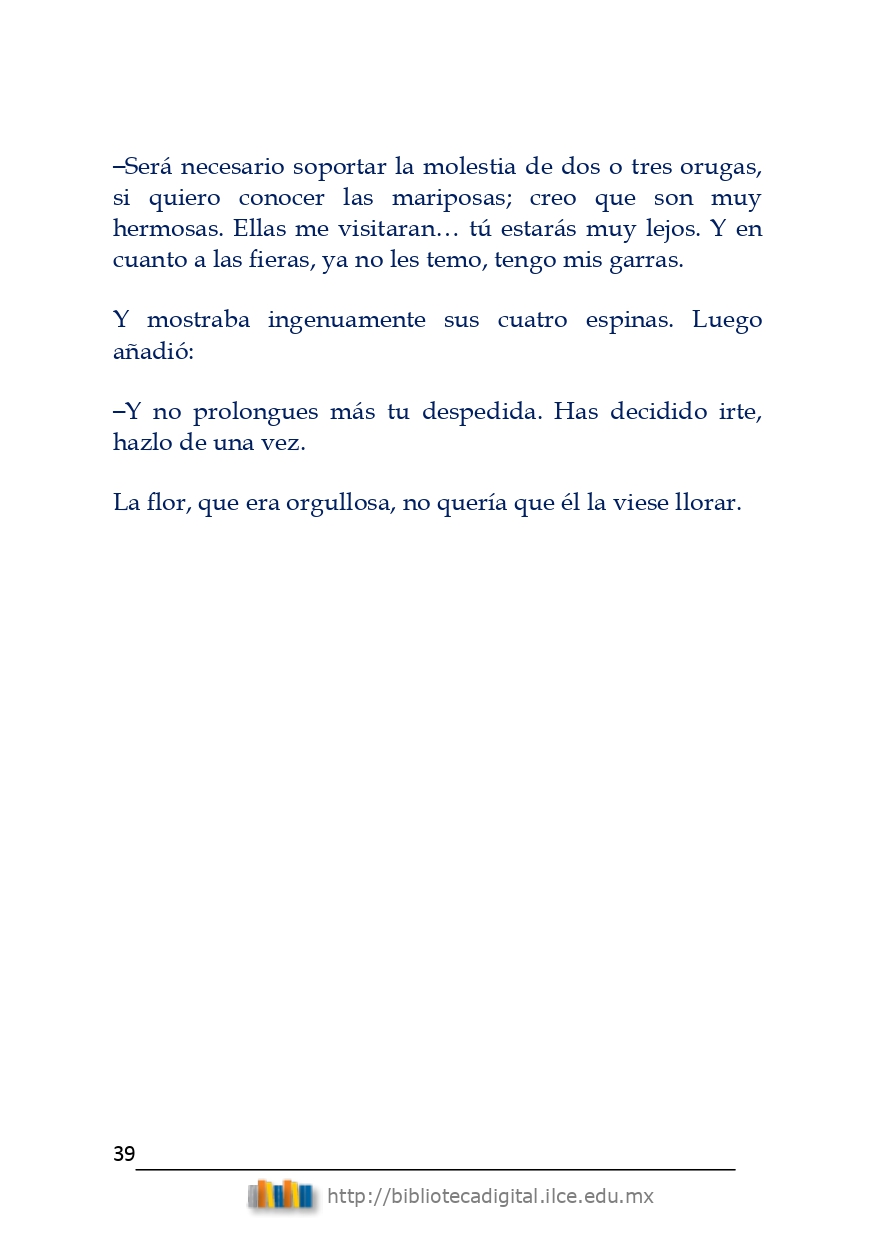 –Será necesario soportar la molestia de dos o tres orugas,
si quiero conocer las mariposas; creo que son muy
hermosas. Ellas me visitaran… tú estarás muy lejos. Y en
cuanto a las fieras, ya no les temo, tengo mis garras.
Y mostraba ingenuamente sus cuatro espinas. Luego
añadió:
–Y no prolongues más tu despedida. Has decidido irte,
hazlo de una vez.
La flor, que era orgullosa, no quería que él la viese llorar.
39
http://bibliotecadigital.ilce.edu.mx